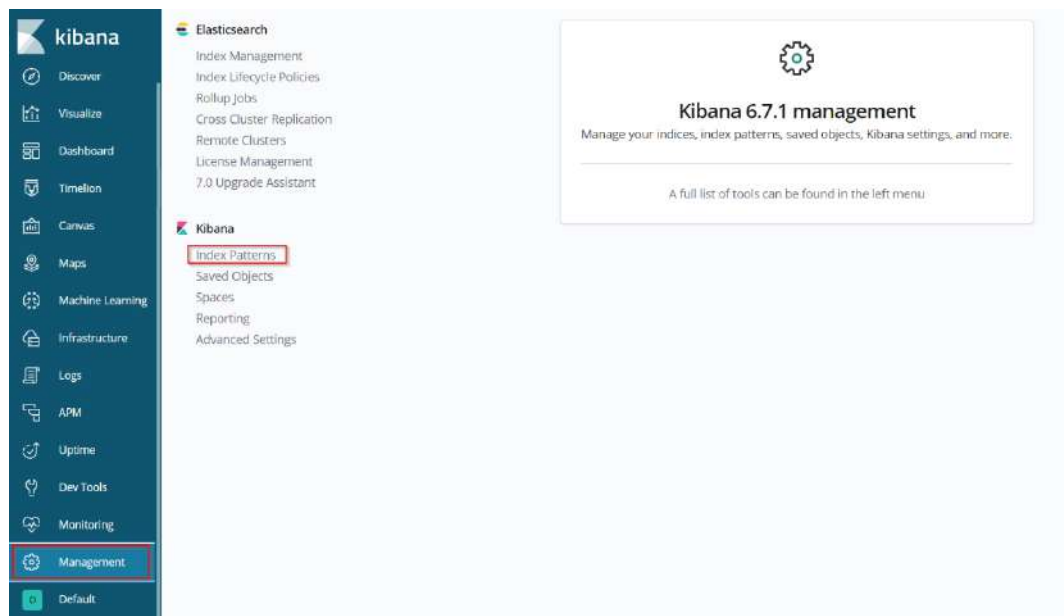 kibana
Discover
Visualize
Dashboard
Timelion
Canvas
Maps
Machine Learning
Infrastructure
Logs
APM
Uptime
Dev Tools
Monitoring
Management
D
Default
Elasticsearch
Index Management
Index Lifecycle Policies
Rollup Jobs
Cross Cluster Replication
Remote Clusters
License Management
7.0 Upgrade Assistant
Kibana
Index Patterns
Saved Objects
Spaces
Reporting
Advanced Settings
Kibana 6.7.1 management
Manage your indices, index patterns, saved objects, Kibana settings, and more.
A full list of tools can be found in the left menu